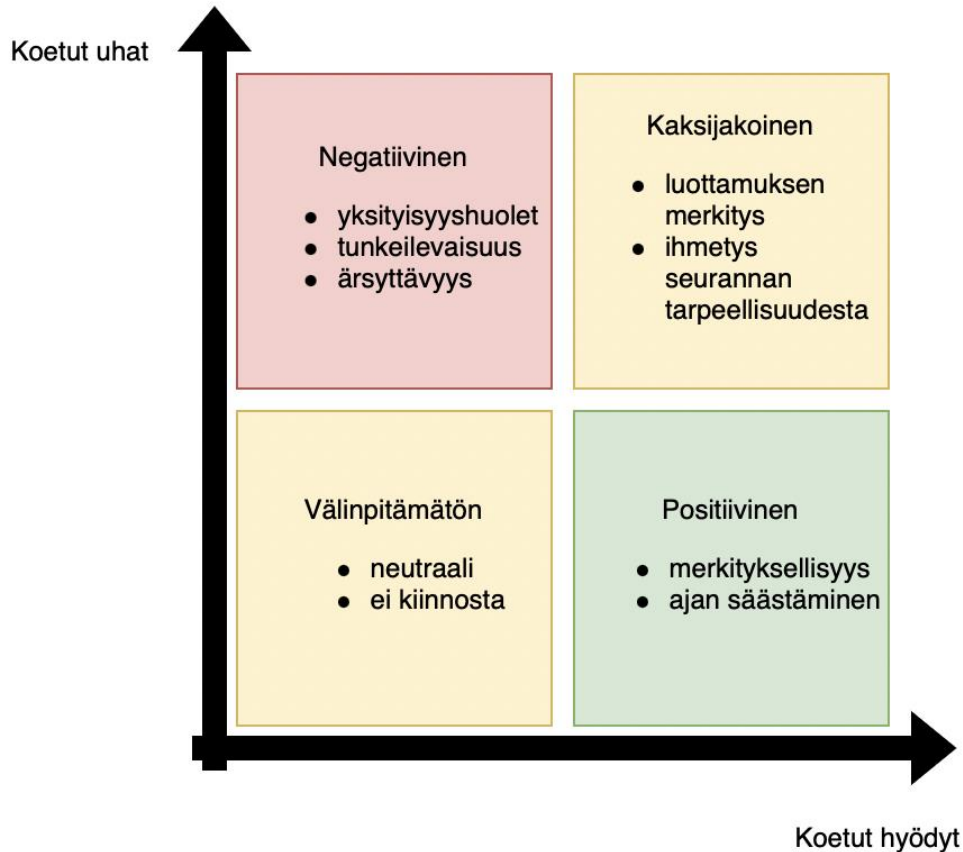 Koetut uhat
Negatiivinen
● yksityisyyshuolet
● tunkeilevaisuus
● ärsyttävyys
Kaksijakoinen
● luottamuksen
merkitys
● ihmetys
seurannan
tarpeellisuudesta
Välinpitämätön
● neutraali
● ei kiinnosta
Positiivinen
● merkityksellisyys
● ajan säästäminen
Koetut hyödyt